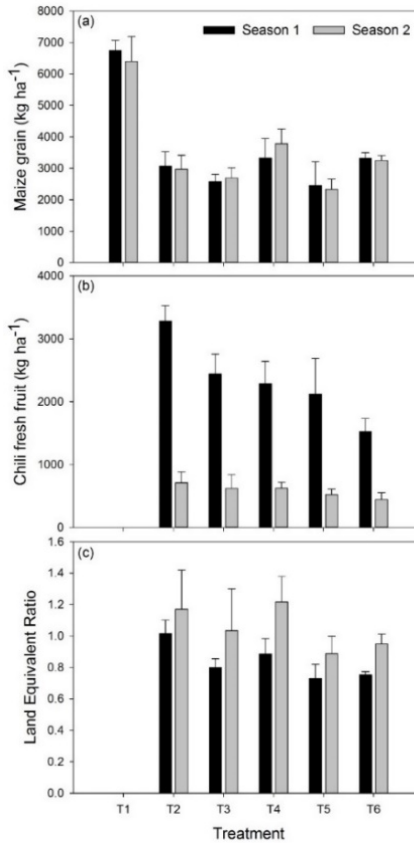 (a)
Season 1
Season 2
8000
7000
6000
5000
4000
3000
2000
1000
0
Maize grain (kg ha⁻¹)
(b)
4000
3000
2000
1000
0
Chili fresh fruit (kg ha⁻¹)
(c)
1.6
1.4
1.2
1.0
0.8
0.6
0.4
0.2
0.0
Land Equivalent Ratio
T1 T2 T3 T4 T5 T6
Treatment